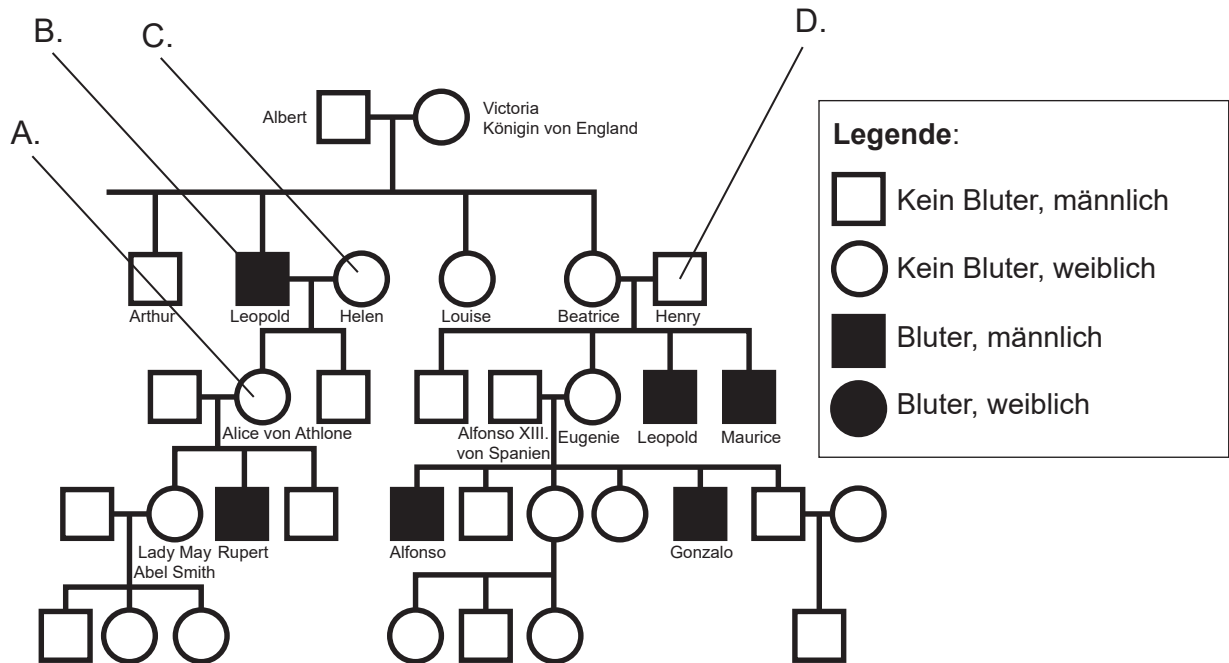 B.
C.
D.
A.
Albert
Victoria
Königin von England
Legende:
Kein Bluter, männlich
Kein Bluter, weiblich
Bluter, männlich
Bluter, weiblich
Arthur
Leopold
Helen
Louise
Beatrice
Henry
Alice von Athlone
Alfonso XIII.
von Spanien
Eugenie
Leopold
Maurice
Lady May
Abel Smith
Rupert
Alfonso
Gonzalo